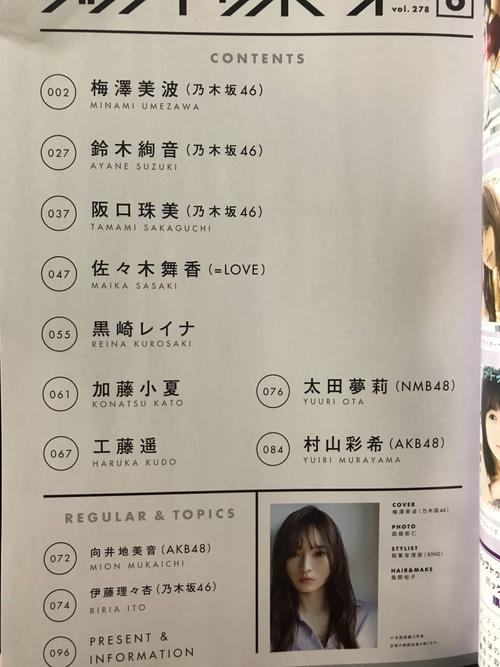 vol. 278
CONTENTS
002 梅澤美波(乃木坂46)
MINAMI UMEZAWA
027 鈴木絢音(乃木坂46)
AYANE SUZUKI
037 阪口珠美(乃木坂46)
TAMAMI SAKAGUCHI
047 佐々木舞香(=LOVE)
MAIKA SASAKI
055 黒崎レイナ
REINA KUROSAKI
061 加藤小夏
KONATSU KATO
067 工藤遥
HARUKA KUDO
076 太田夢莉(NMB48)
YUURI OTA
084 村山彩希(AKB48)
YUIRI MURAYAMA
REGULAR & TOPICS
072 向井地美音(AKB48)
MION MUKAICHI
074 伊藤理々杏(乃木坂46)
RIRIA ITO
096 PRESENT &
INFORMATION
COVER
梅澤美波(乃木坂46)
PHOTO
STYLIST
HAIR&MAKE